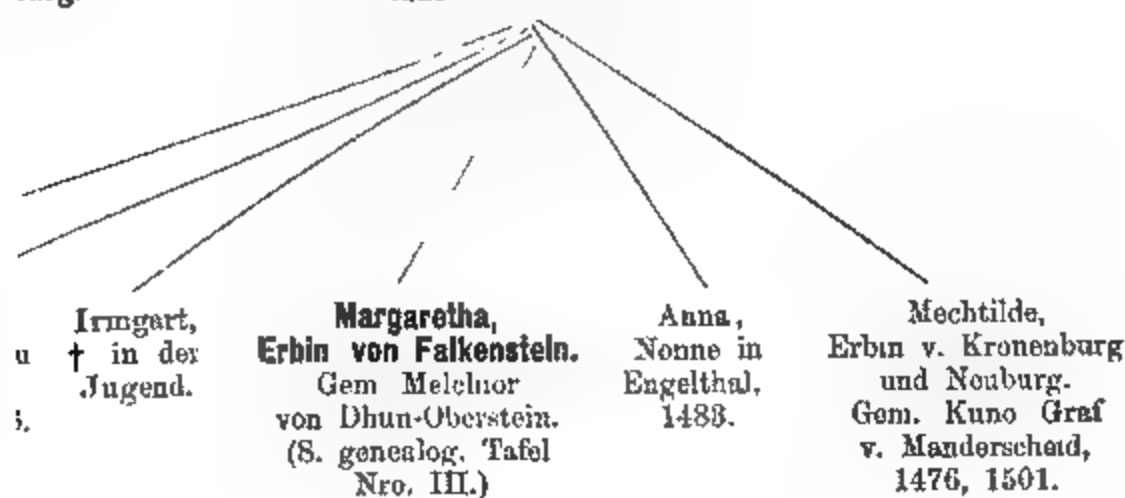 Irmgart,
† in der
Jugend.
Margaretha,
Erbin von Falkenstein.
Gem Melchior
von Dhun-Oberstein.
(S. genealog. Tafel
Nro. III.)
Anna,
Nonne in
Engelthal,
1483.
Mechtilde,
Erbin v. Kronenburg
und Neuburg.
Gem. Kuno Graf
v. Manderscheid,
1476, 1501.